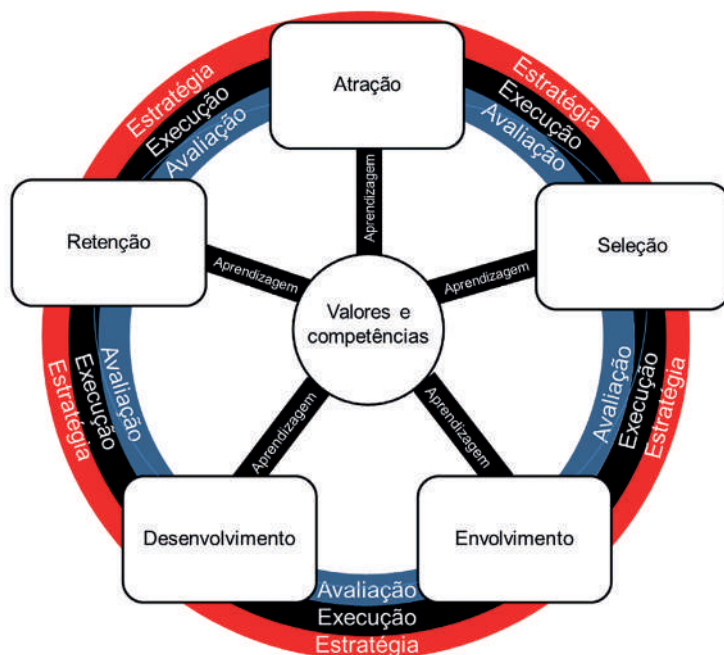 Atração
Estratégia
Execução
Avaliação
Estratégia
Execução
Avaliação
Aprendizagem
Retenção
Seleção
Aprendizagem
Aprendizagem
Valores e
competências
Avaliação
Execução
Estratégia
Avaliação
Execução
Estratégia
Aprendizagem
Aprendizagem
Desenvolvimento
Envolvimento
Avaliação
Execução
Estratégia